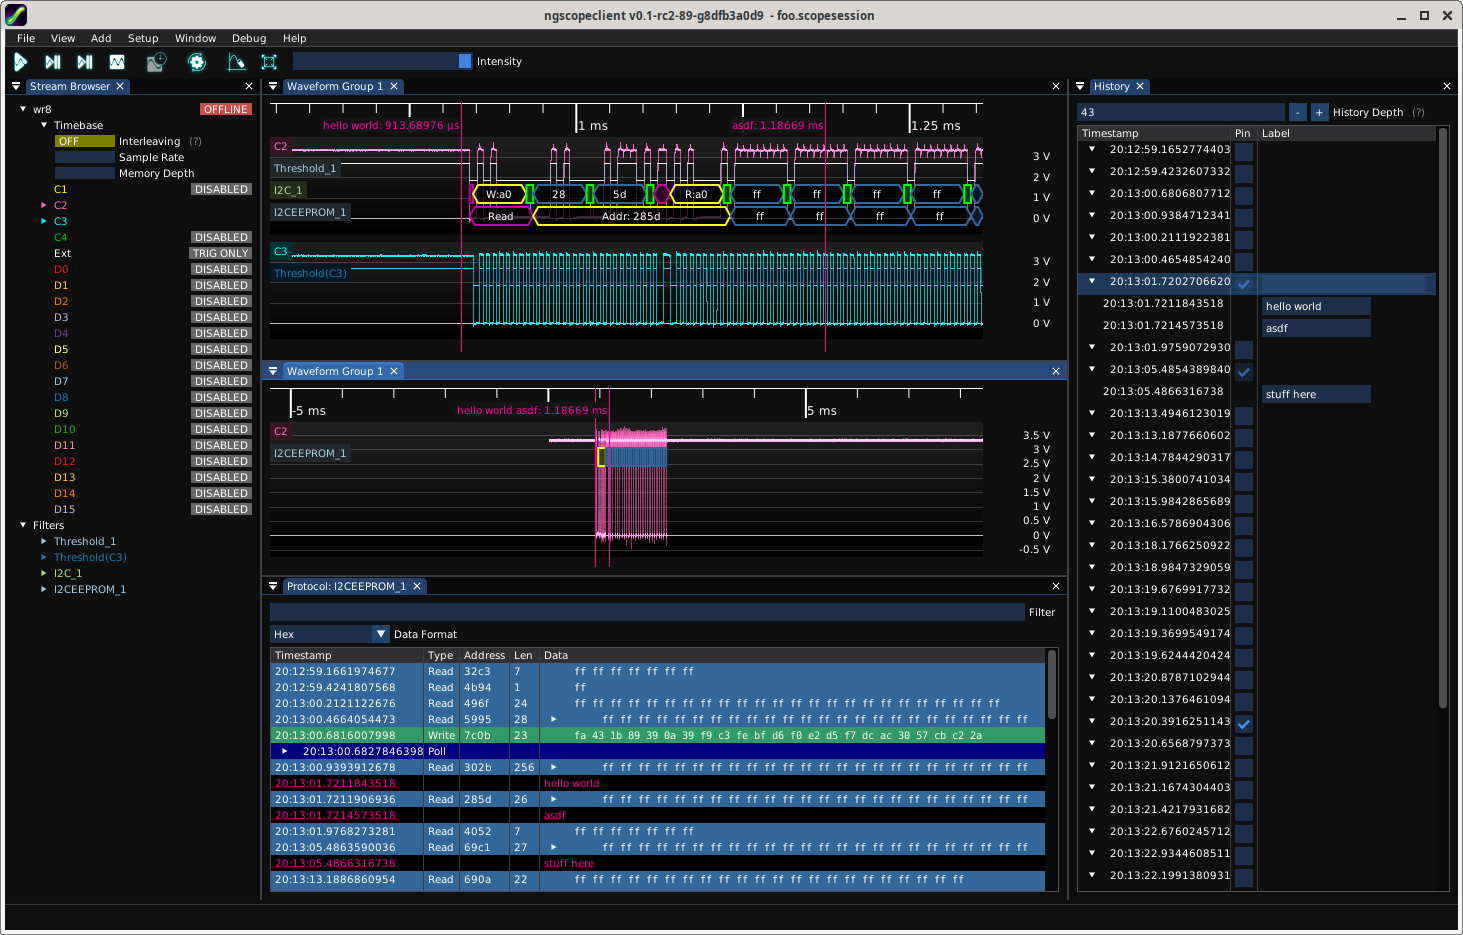 ngscopeclient v0.1-rc2-89-g8dfb3a0d9 - foo.scopesession
File View Add Setup Window Debug Help
Intensity
Stream Browser
wr8 OFFLINE
Timebase
OFF Interleaving (?)
Sample Rate
Memory Depth
C1 DISABLED
C2
C3
C4 DISABLED
Ext TRIG ONLY
D0 DISABLED
D1 DISABLED
D2 DISABLED
D3 DISABLED
D4 DISABLED
D5 DISABLED
D6 DISABLED
D7 DISABLED
D8 DISABLED
D9 DISABLED
D10 DISABLED
D11 DISABLED
D12 DISABLED
D13 DISABLED
D14 DISABLED
D15 DISABLED
Filters
Threshold_1
Threshold(C3)
I2C_1
I2CEEPROM_1
Waveform Group 1
hello world: 913.68976 µs 1 ms asdf: 1.18669 ms 1.25 ms
C2
3 V
Threshold_1
2 V
I2C_1 W:a0 28 5d R:a0 ff ff ff ff
1 V
I2CEEPROM_1 Read Addr: 285d ff ff ff ff
0 V
C3
3 V
Threshold(C3)
2 V
1 V
0 V
Waveform Group 1
-5 ms hello world asdf: 1.18669 ms 5 ms
C2
3.5 V
3 V
I2CEEPROM_1
2.5 V
2 V
1.5 V
1 V
0.5 V
0 V
-0.5 V
Protocol: I2CEEPROM_1
Filter
Hex Data Format
Timestamp Type Address Len Data
20:12:59.1661974677 Read 32c3 7 ff ff ff ff ff ff ff
20:12:59.4241807568 Read 4b94 1 ff
20:13:00.2121122676 Read 496f 24 ff ff ff ff ff ff ff ff ff ff ff ff ff ff ff ff ff ff ff ff ff ff ff ff
20:13:00.4664054473 Read 5995 28 ff ff ff ff ff ff ff ff ff ff ff ff ff ff ff ff ff ff ff ff ff ff ff ff
20:13:00.6816007998 Write 7c0b 23 fa 43 1b 89 39 0a 39 f9 c3 fe bf d6 f0 e2 d5 f7 dc ac 30 57 cb c2 2a
20:13:00.6827846398 Poll
20:13:00.9393912678 Read 302b 256 ff ff ff ff ff ff ff ff ff ff ff ff ff ff ff ff ff ff ff ff ff ff ff ff
20:13:01.7211843518 hello world
20:13:01.7211906936 Read 285d 26 ff ff ff ff ff ff ff ff ff ff ff ff ff ff ff ff ff ff ff ff ff ff ff ff
20:13:01.7214573518 asdf
20:13:01.9768273281 Read 4052 7 ff ff ff ff ff ff ff
20:13:05.4863590036 Read 69c1 27 ff ff ff ff ff ff ff ff ff ff ff ff ff ff ff ff ff ff ff ff ff ff ff ff
20:13:05.4866316738 stuff here
20:13:13.1886860954 Read 690a 22 ff ff ff ff ff ff ff ff ff ff ff ff ff ff ff ff ff ff ff ff ff ff
History
43 - + History Depth (?)
Timestamp Pin Label
20:12:59.1652774403
20:12:59.4232607332
20:13:00.6806807712
20:13:00.9384712341
20:13:00.2111922381
20:13:00.4654854240
20:13:01.7202706620
20:13:01.7211843518 hello world
20:13:01.7214573518 asdf
20:13:01.9759072930
20:13:05.4854389840
20:13:05.4866316738 stuff here
20:13:13.4946123019
20:13:13.1877660602
20:13:14.7844290317
20:13:15.3800741034
20:13:15.9842865689
20:13:16.5786904306
20:13:18.1766250922
20:13:18.9847329059
20:13:19.6769917732
20:13:19.1100483025
20:13:19.3699549174
20:13:19.6244420424
20:13:20.8787102944
20:13:20.1376461094
20:13:20.3916251143
20:13:20.6568797373
20:13:21.9121650612
20:13:21.1674304403
20:13:21.4217931682
20:13:22.6760245712
20:13:22.9344608511
20:13:22.1991380931